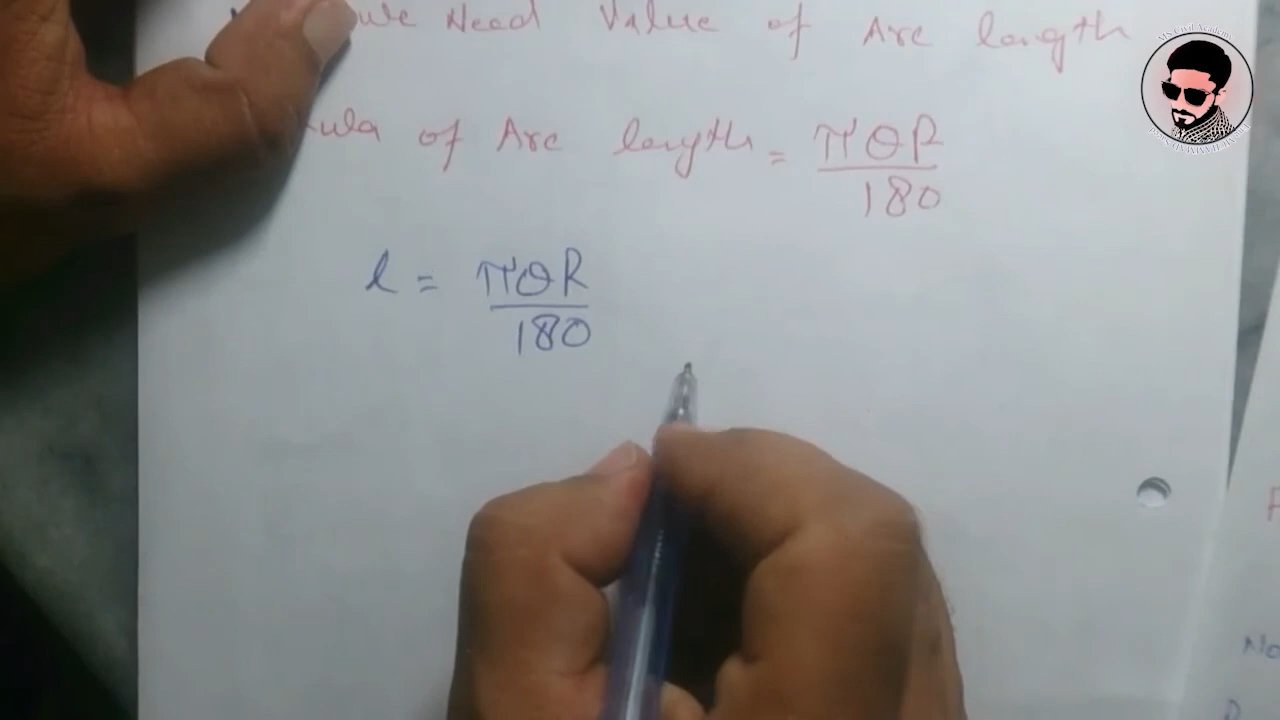 we Need Value of Arc length
of Arc length = πθR
180
l = πθR
180